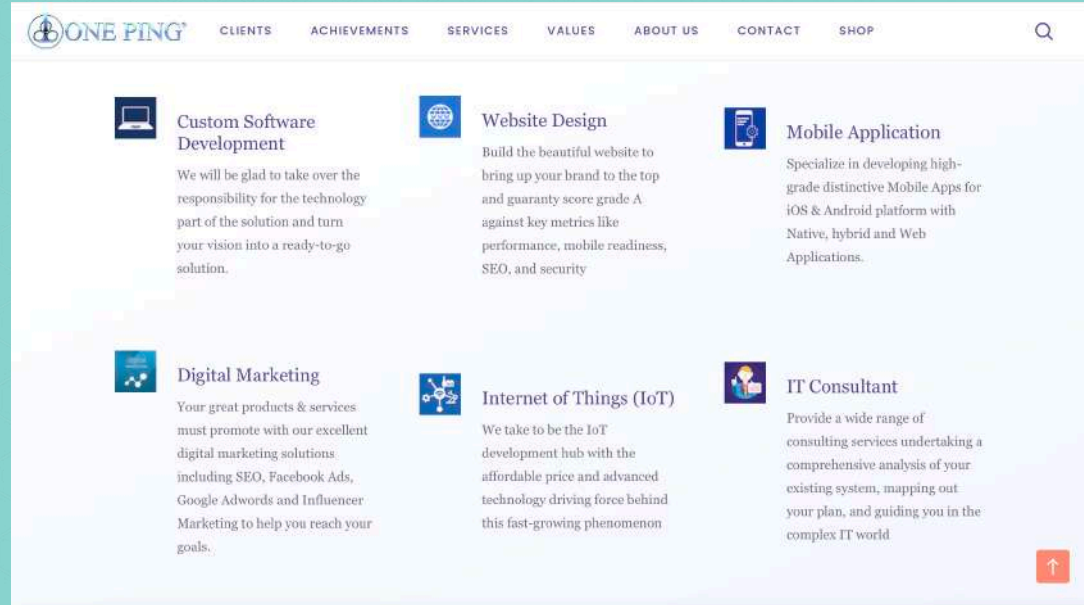 ONE PING
CLIENTS ACHIEVEMENTS SERVICES VALUES ABOUT US CONTACT SHOP
Custom Software
Development
We will be glad to take over the
responsibility for the technology
part of the solution and turn
your vision into a ready-to-go
solution.
Website Design
Build the beautiful website to
bring up your brand to the top
and guaranty score grade A
against key metrics like
performance, mobile readiness,
SEO, and security
Mobile Application
Specialize in developing high-
grade distinctive Mobile Apps for
iOS & Android platform with
Native, hybrid and Web
Applications.
Digital Marketing
Your great products & services
must promote with our excellent
digital marketing solutions
including SEO, Facebook Ads,
Google Adwords and Influencer
Marketing to help you reach your
goals.
Internet of Things (IoT)
We take to be the IoT
development hub with the
affordable price and advanced
technology driving force behind
this fast-growing phenomenon
IT Consultant
Provide a wide range of
consulting services undertaking a
comprehensive analysis of your
existing system, mapping out
your plan, and guiding you in the
complex IT world